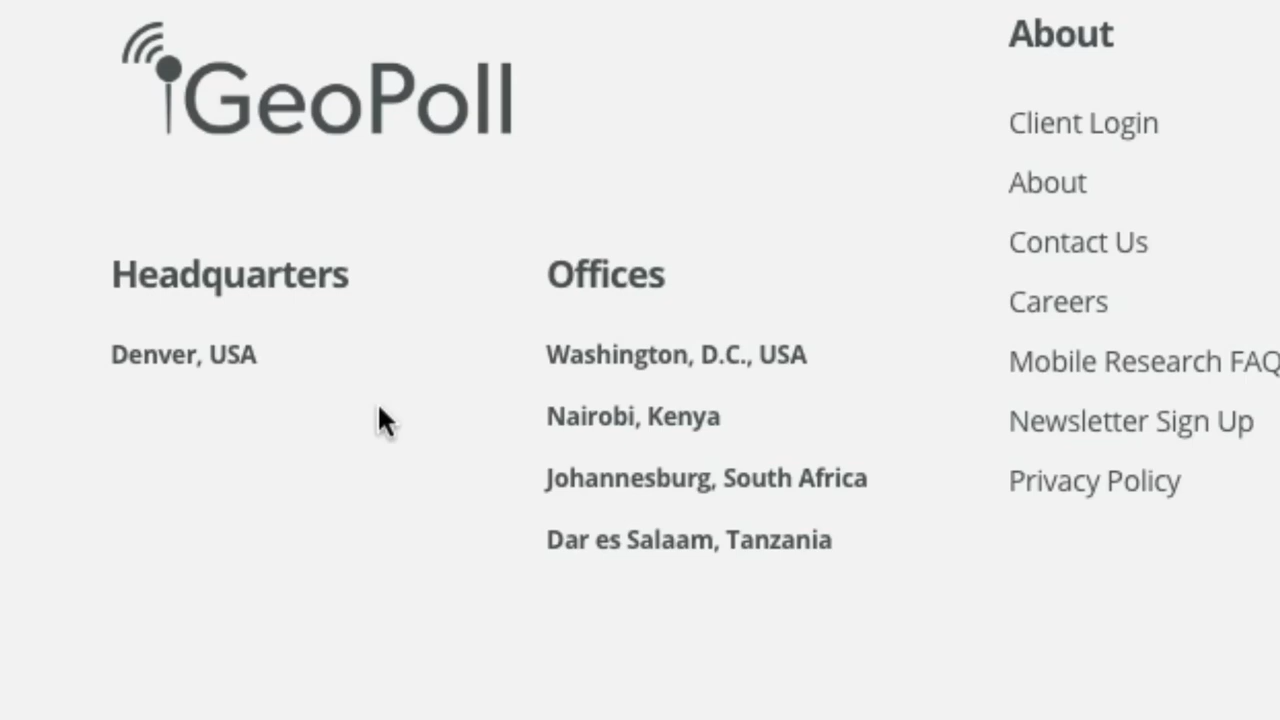 GeoPoll
Headquarters
Denver, USA
Offices
Washington, D.C., USA
Nairobi, Kenya
Johannesburg, South Africa
Dar es Salaam, Tanzania
About
Client Login
About
Contact Us
Careers
Mobile Research FAQ
Newsletter Sign Up
Privacy Policy